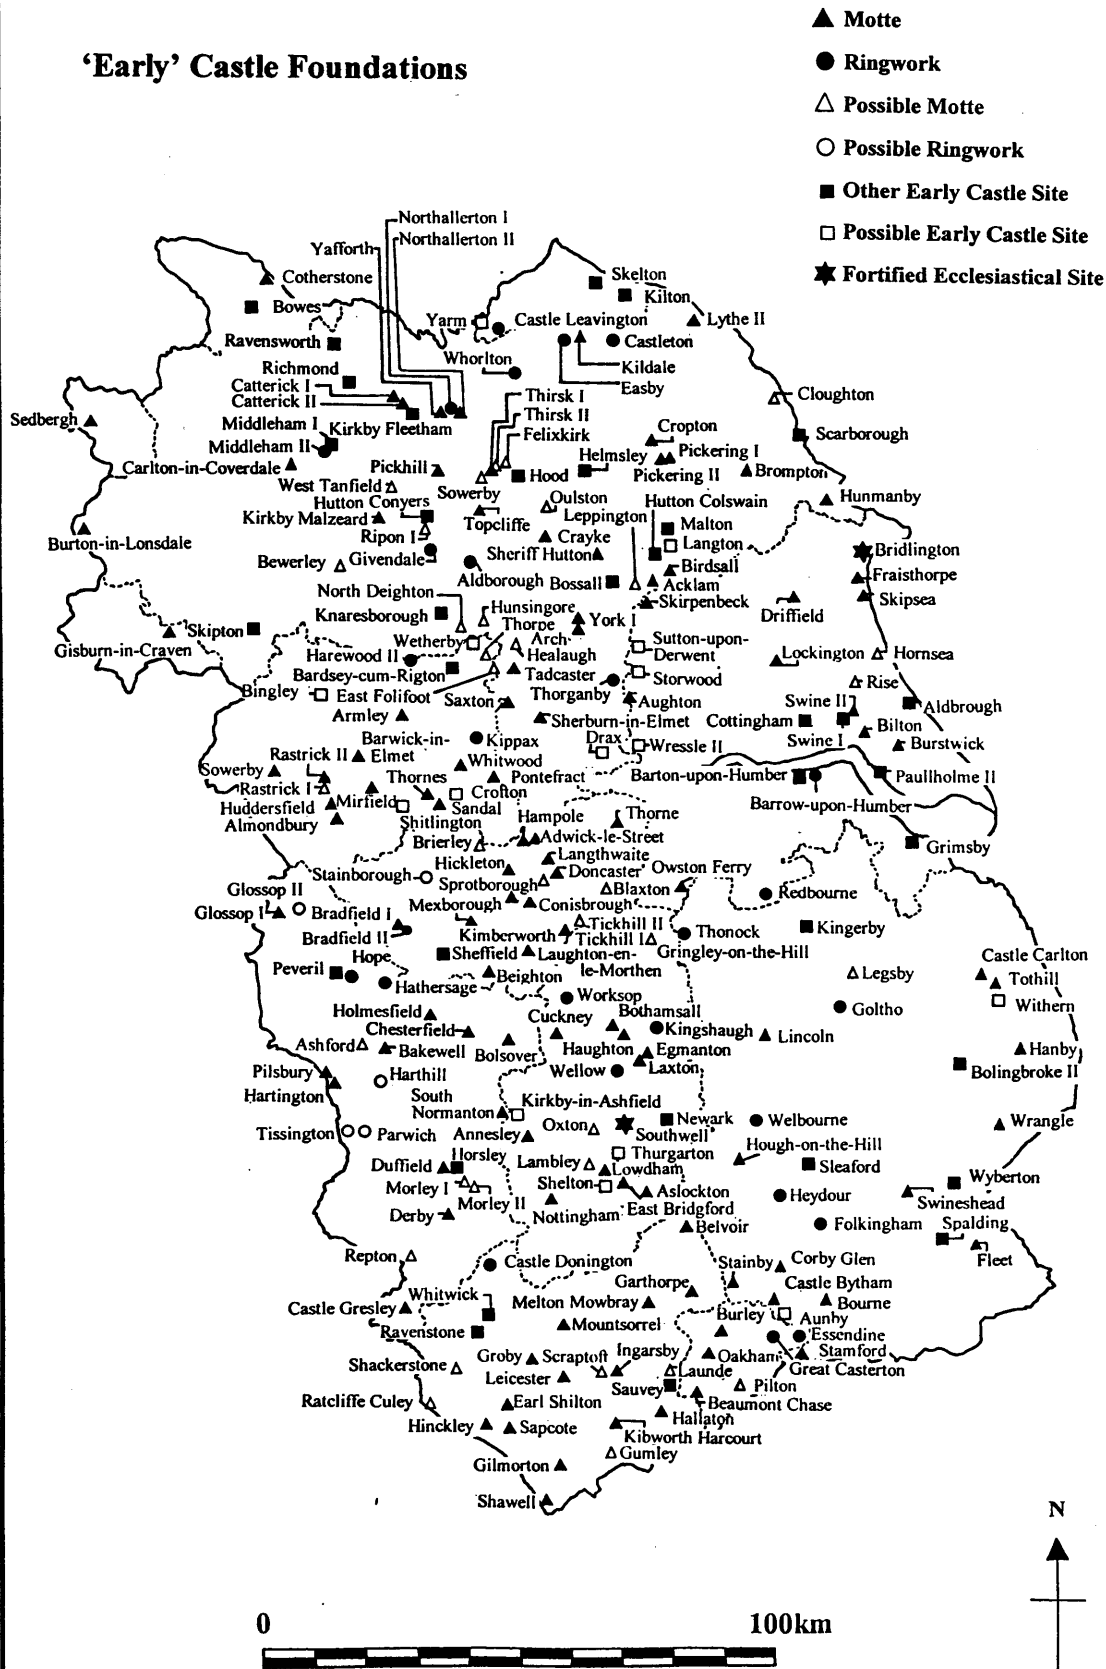 ‘Early’ Castle Foundations
Motte
Ringwork
Possible Motte
Possible Ringwork
Other Early Castle Site
Possible Early Castle Site
Fortified Ecclesiastical Site
Northallerton I
Northallerton II
Yafforth
Cotherstone
Skelton
Bowes
Kilton
Yarm
Castle Leavington
Lythe II
Ravensworth
Castleton
Whorlton
Kildale
Richmond
Easby
Catterick I
Catterick II
Thirsk I
Thirsk II
Cloughton
Sedbergh
Middleham I
Kirkby Fleetham
Felixkirk
Cropton
Scarborough
Middleham II
Helmsley
Pickering I
Carlton-in-Coverdale
Pickhill
Hood
Pickering II
Brompton
West Tanfield
Sowerby
Oulston
Hutton Colswain
Hunmanby
Hutton Conyers
Kirkby Malzeard
Topcliffe
Leppington
Malton
Ripon I
Crayke
Langton
Burton-in-Lonsdale
Bewerley
Givendale
Sheriff Hutton
Birdsall
Bridlington
Aldborough
Bossall
Acklam
Fraisthorpe
North Deighton
Skirpenbeck
Skipsea
Knaresborough
Hunsingore
York I
Driffield
Skipton
Thorpe
Arch
Wetherby
Sutton-upon-
Derwent
Gisburn-in-Craven
Harewood II
Healaugh
Lockington
Hornsea
Bardsey-cum-Rigton
Tadcaster
Storwood
Rise
Bingley
East Folifoot
Saxton
Thorganby
Aughton
Swine II
Aldbrough
Armley
Sherburn-in-Elmet
Cottingham
Bilton
Barwick-in-
Elmet
Kippax
Drax
Wressle II
Swine I
Burstwick
Rastrick II
Whitwood
Sowerby
Thornes
Pontefract
Barton-upon-Humber
Paullholme II
Rastrick I
Crofton
Huddersfield
Mirfield
Sandal
Barrow-upon-Humber
Almondbury
Shitlington
Hampole
Thorne
Brierley
Adwick-le-Street
Grimsby
Hickleton
Langthwaite
Stainborough
Doncaster
Owston Ferry
Glossop II
Sprotborough
Blaxton
Redbourne
Glossop I
Bradfield I
Mexborough
Conisbrough
Bradfield II
Kimberworth
Tickhill II
Tickhill I
Thonock
Kingerby
Hope
Sheffield
Laughton-en-
le-Morthen
Gringley-on-the-Hill
Castle Carlton
Peveril
Beighton
Legsby
Tothill
Hathersage
Worksop
Withern
Holmesfield
Cuckney
Bothamsall
Goltho
Chesterfield
Kingshaugh
Lincoln
Ashford
Bakewell
Bolsover
Haughton
Egmanton
Hanby
Pilsbury
Harthill
Wellow
Laxton
Bolingbroke II
Hartington
South
Normanton
Kirkby-in-Ashfield
Tissington
Parwich
Annesley
Oxton
Southwell
Newark
Welbourne
Wrangle
Horsley
Thurgarton
Hough-on-the-Hill
Duffield
Lambley
Lowdham
Sleaford
Morley I
Shelton
Aslockton
Wyberton
Morley II
Heydour
Swineshead
Derby
Nottingham
East Bridgford
Belvoir
Folkingham
Spalding
Repton
Castle Donington
Stainby
Corby Glen
Fleet
Whitwick
Garthorpe
Castle Bytham
Castle Gresley
Melton Mowbray
Burley
Bourne
Aunby
Ravenstone
Mountsorrel
Essendine
Shackerstone
Groby
Scraptoft
Ingarsby
Oakham
Stamford
Leicester
Launde
Great Casterton
Ratcliffe Culey
Earl Shilton
Sauvey
Pilton
Beaumont Chase
Hinckley
Sapcote
Hallaton
Kibworth Harcourt
Gumley
Gilmorton
Shawell
N
0
100km